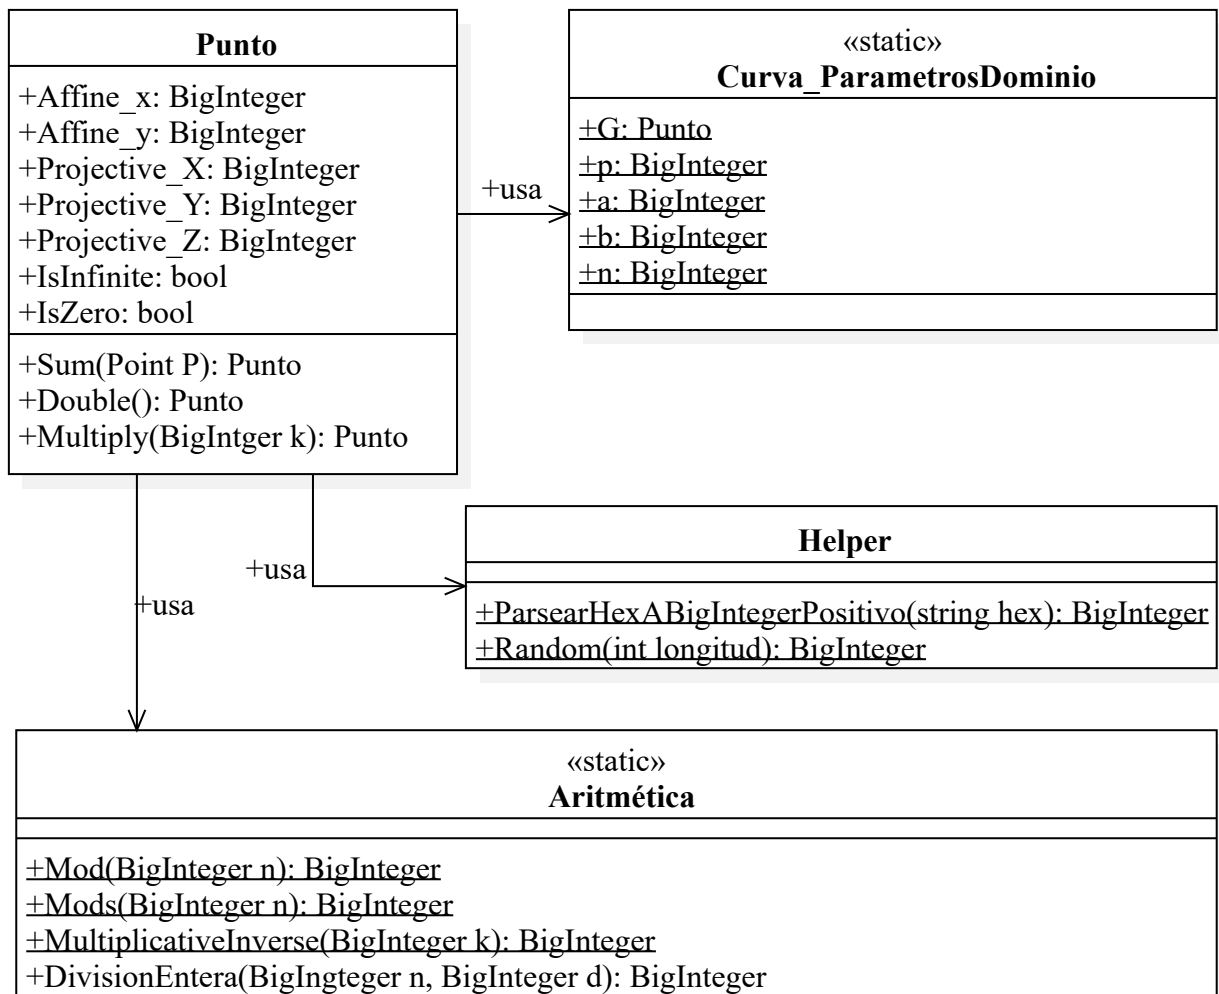 Punto
+Affine_x: BigInteger
+Affine_y: BigInteger
+Projective_X: BigInteger
+Projective_Y: BigInteger
+Projective_Z: BigInteger
+IsInfinite: bool
+IsZero: bool
+Sum(Point P): Punto
+Double(): Punto
+Multiply(BigIntger k): Punto
+usa
«static»
Curva_ParametrosDominio
+G: Punto
+p: BigInteger
+a: BigInteger
+b: BigInteger
+n: BigInteger
+usa
Helper
+ParsearHexABigIntegerPositivo(string hex): BigInteger
+Random(int longitud): BigInteger
+usa
«static»
Aritmética
+Mod(BigInteger n): BigInteger
+Mods(BigInteger n): BigInteger
+MultiplicativeInverse(BigInteger k): BigInteger
+DivisionEntera(BigIngteger n, BigInteger d): BigInteger